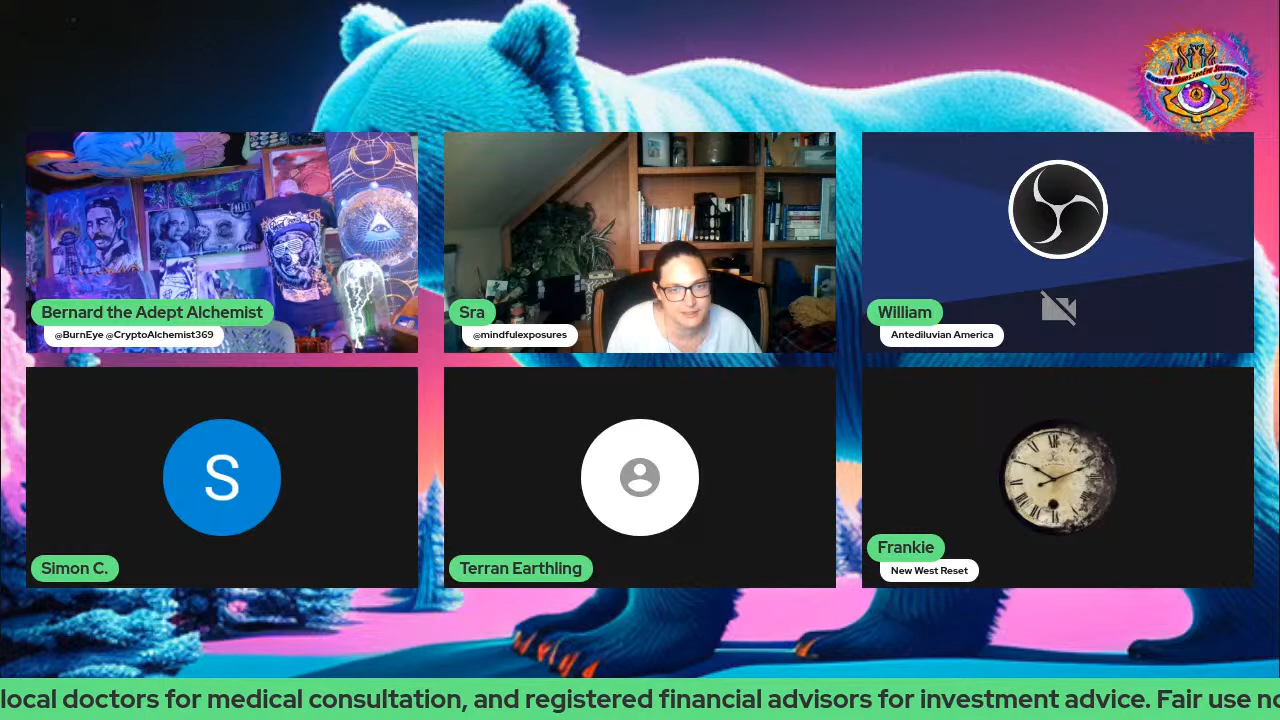 Bernard the Adept Alchemist
@BurnEye @CryptoAlchemist369
Sra
@mindfulexposures
William
Antediluvian America
S
Simon C.
Terran Earthling
Frankie
New West Reset
local doctors for medical consultation, and registered financial advisors for investment advice. Fair use